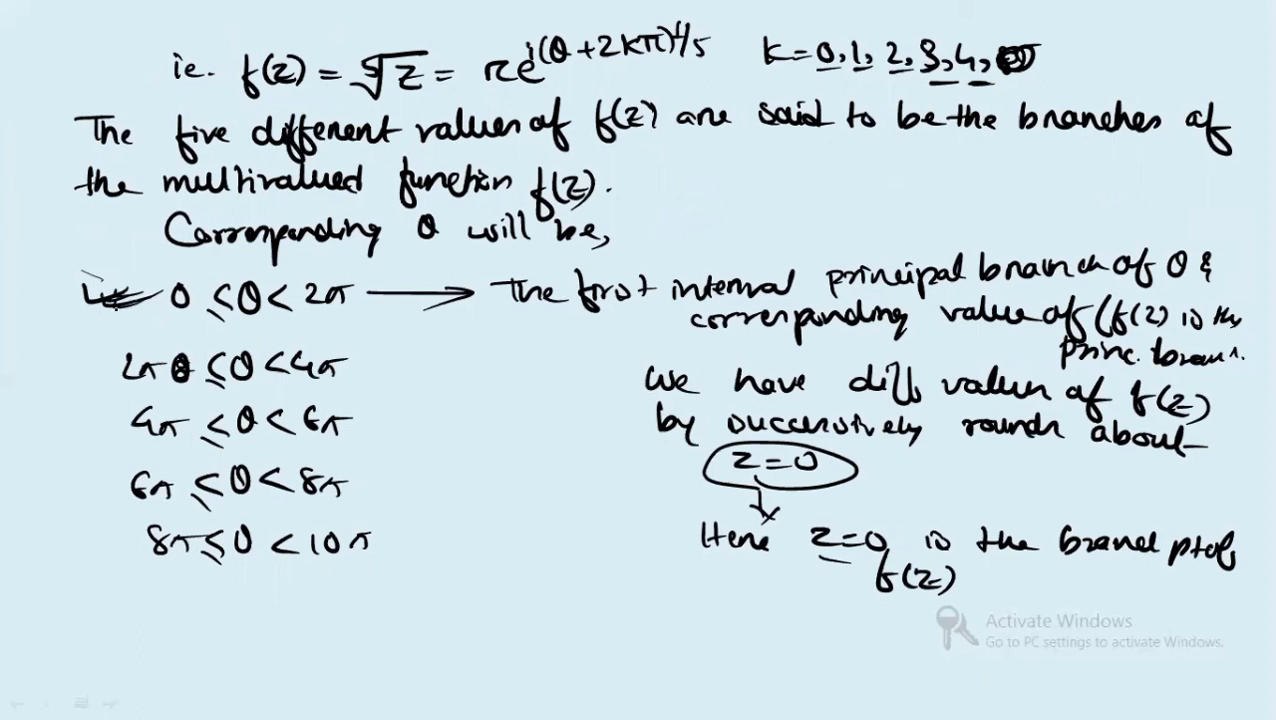 ie. f(z) = ⁵√z = re^{i(θ+2kπ)^{1/5}} k = 0, 1, 2, 3, 4,
The five different values of f(z) are said to be the branches of
the multivalued function f(z).
Corresponding θ will be,
0 ≤ θ < 2π ⟶ The first interval principal branch of θ &
corresponding value of (f(z) is the
princ. bran.
2π ≤ θ < 4π
4π ≤ θ < 6π
6π ≤ θ < 8π
8π ≤ θ < 10π
We have diff values of f(z)
by successively rounds about
z=0
Here z=0 is the branch pt of
f(z)
Activate Windows
Go to PC settings to activate Windows.